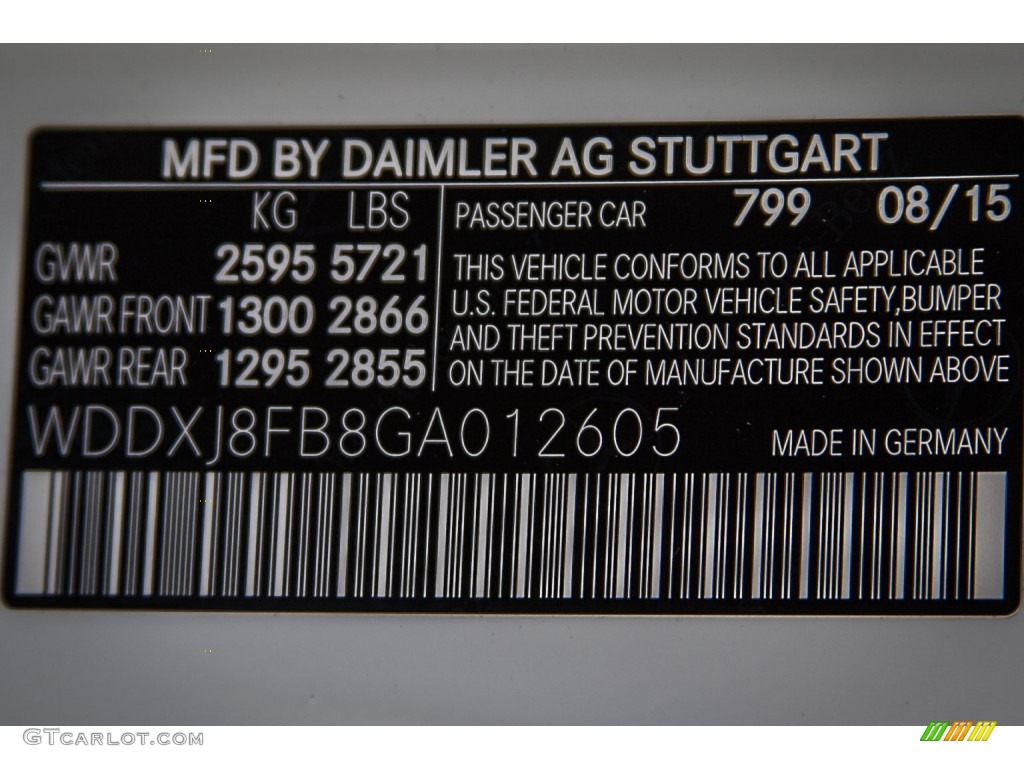 MFD BY DAIMLER AG STUTTGART
KG LBS
GVWR 2595 5721
GAWR FRONT 1300 2866
GAWR REAR 1295 2855
PASSENGER CAR 799 08/15
THIS VEHICLE CONFORMS TO ALL APPLICABLE
U.S. FEDERAL MOTOR VEHICLE SAFETY,BUMPER
AND THEFT PREVENTION STANDARDS IN EFFECT
ON THE DATE OF MANUFACTURE SHOWN ABOVE
WDDXJ8FB8GA012605
MADE IN GERMANY
GTCARLOT.COM